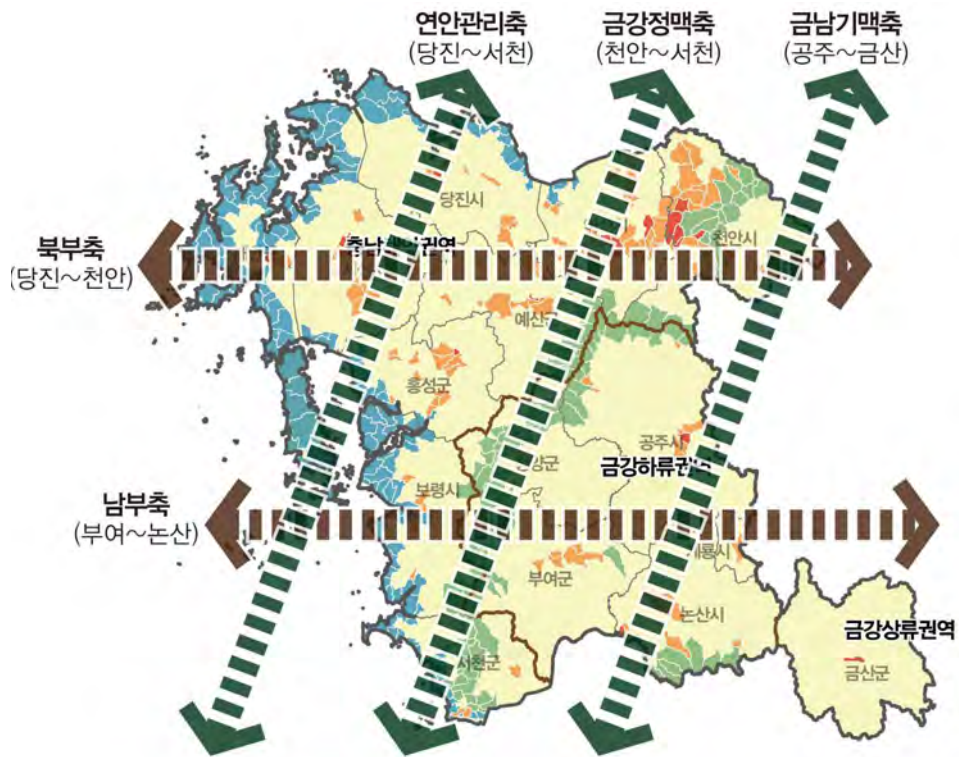 연안관리축
(당진～서천)
금강정맥축
(천안～서천)
금남기맥축
(공주～금산)
당진시
천안시
북부축
(당진～천안)
권역
예산군
홍성군
공주시
금강하류권역
보령시
남부축
(부여～논산)
부여군
논산시
금강상류권역
서천군
금산군